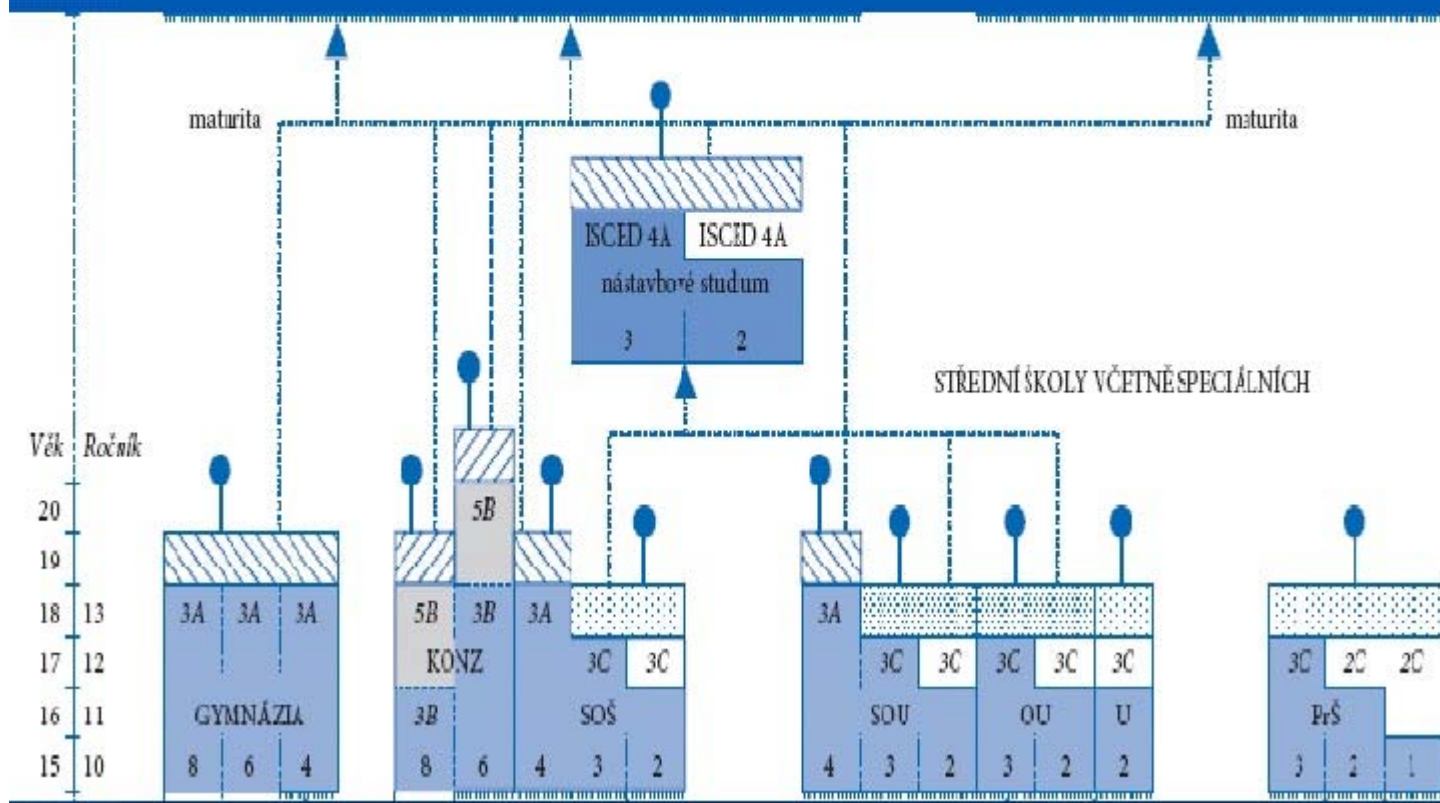 maturita maturita
ISCED 4A ISCED 4A
nástavbové studium
3 2
STŘEDNÍ ŠKOLY VČETNĚ SPECIÁLNÍCH
Věk Ročník
20 5B
19
18 13 3A 3A 3A 5B 3B 3A 3A
17 12 KONZ 3C 3C 3C 3C 3C 3C 3C 3C 2C 2C
16 11 GYMNÁZIA 3B SOŠ SOU OU U PrŠ
15 10 8 6 4 8 6 4 3 2 4 3 2 3 2 2 3 2 1